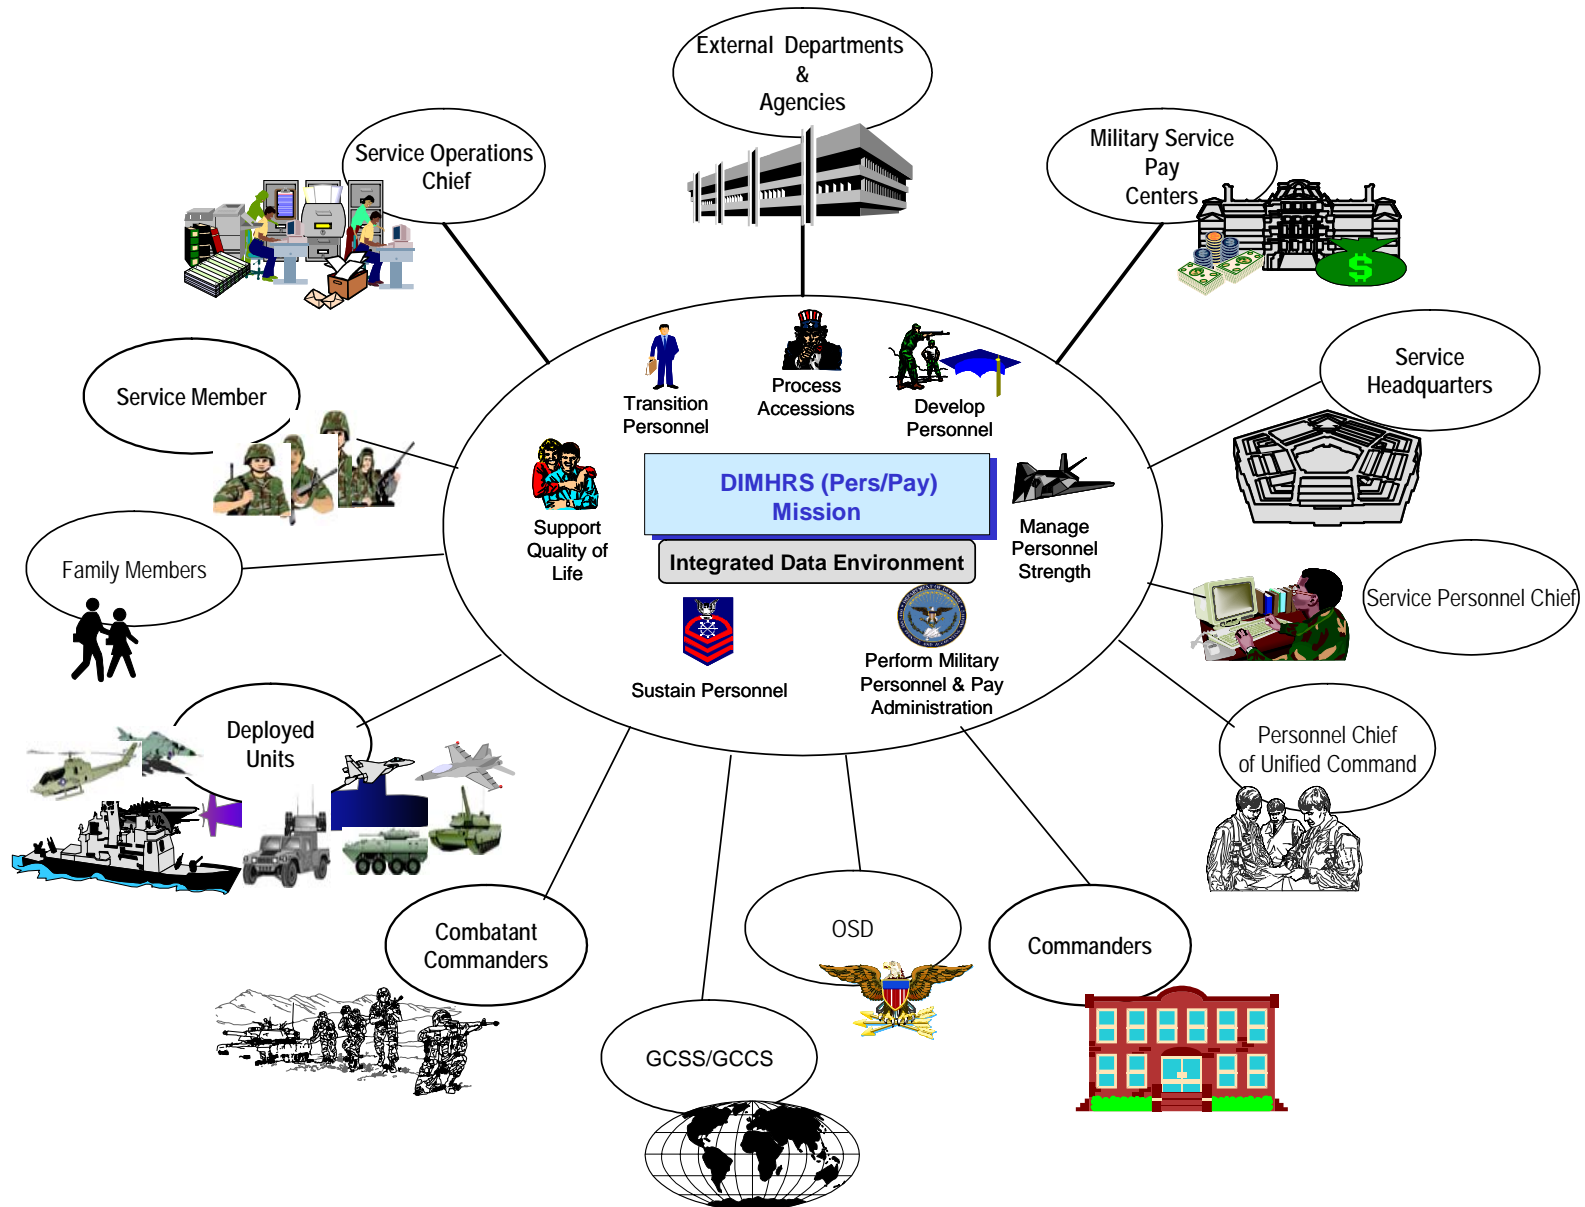 External Departments
&
Agencies
Service Operations
Chief
Military Service
Pay
Centers
$
Service Member
Service
Headquarters
Transition
Personnel
Process
Accessions
Develop
Personnel
DIMHRS (Pers/Pay)
Mission
Integrated Data Environment
Support
Quality of
Life
Manage
Personnel
Strength
Family Members
Service Personnel Chief
Sustain Personnel
Perform Military
Personnel & Pay
Administration
Deployed
Units
Personnel Chief
of Unified Command
Combatant
Commanders
OSD
Commanders
GCSS/GCCS